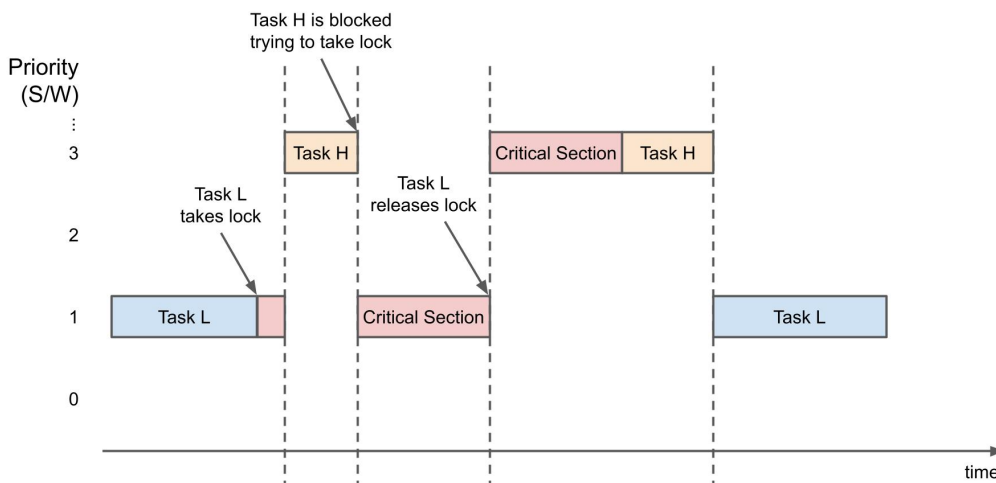 Task H is blocked
trying to take lock
Priority
(S/W)
...
3
Task H
Critical Section
Task H
Task L
takes lock
Task L
releases lock
2
1
Task L
Critical Section
Task L
0
time